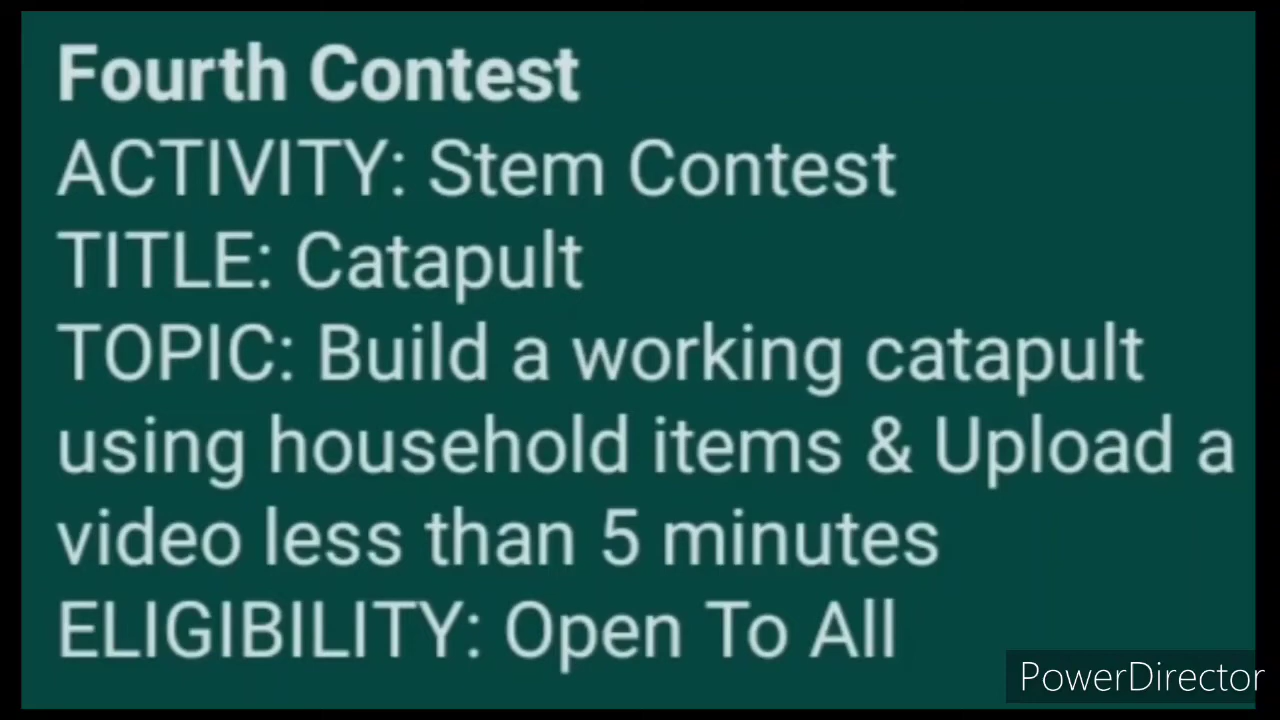 Fourth Contest
ACTIVITY: Stem Contest
TITLE: Catapult
TOPIC: Build a working catapult
using household items & Upload a
video less than 5 minutes
ELIGIBILITY: Open To All
PowerDirector